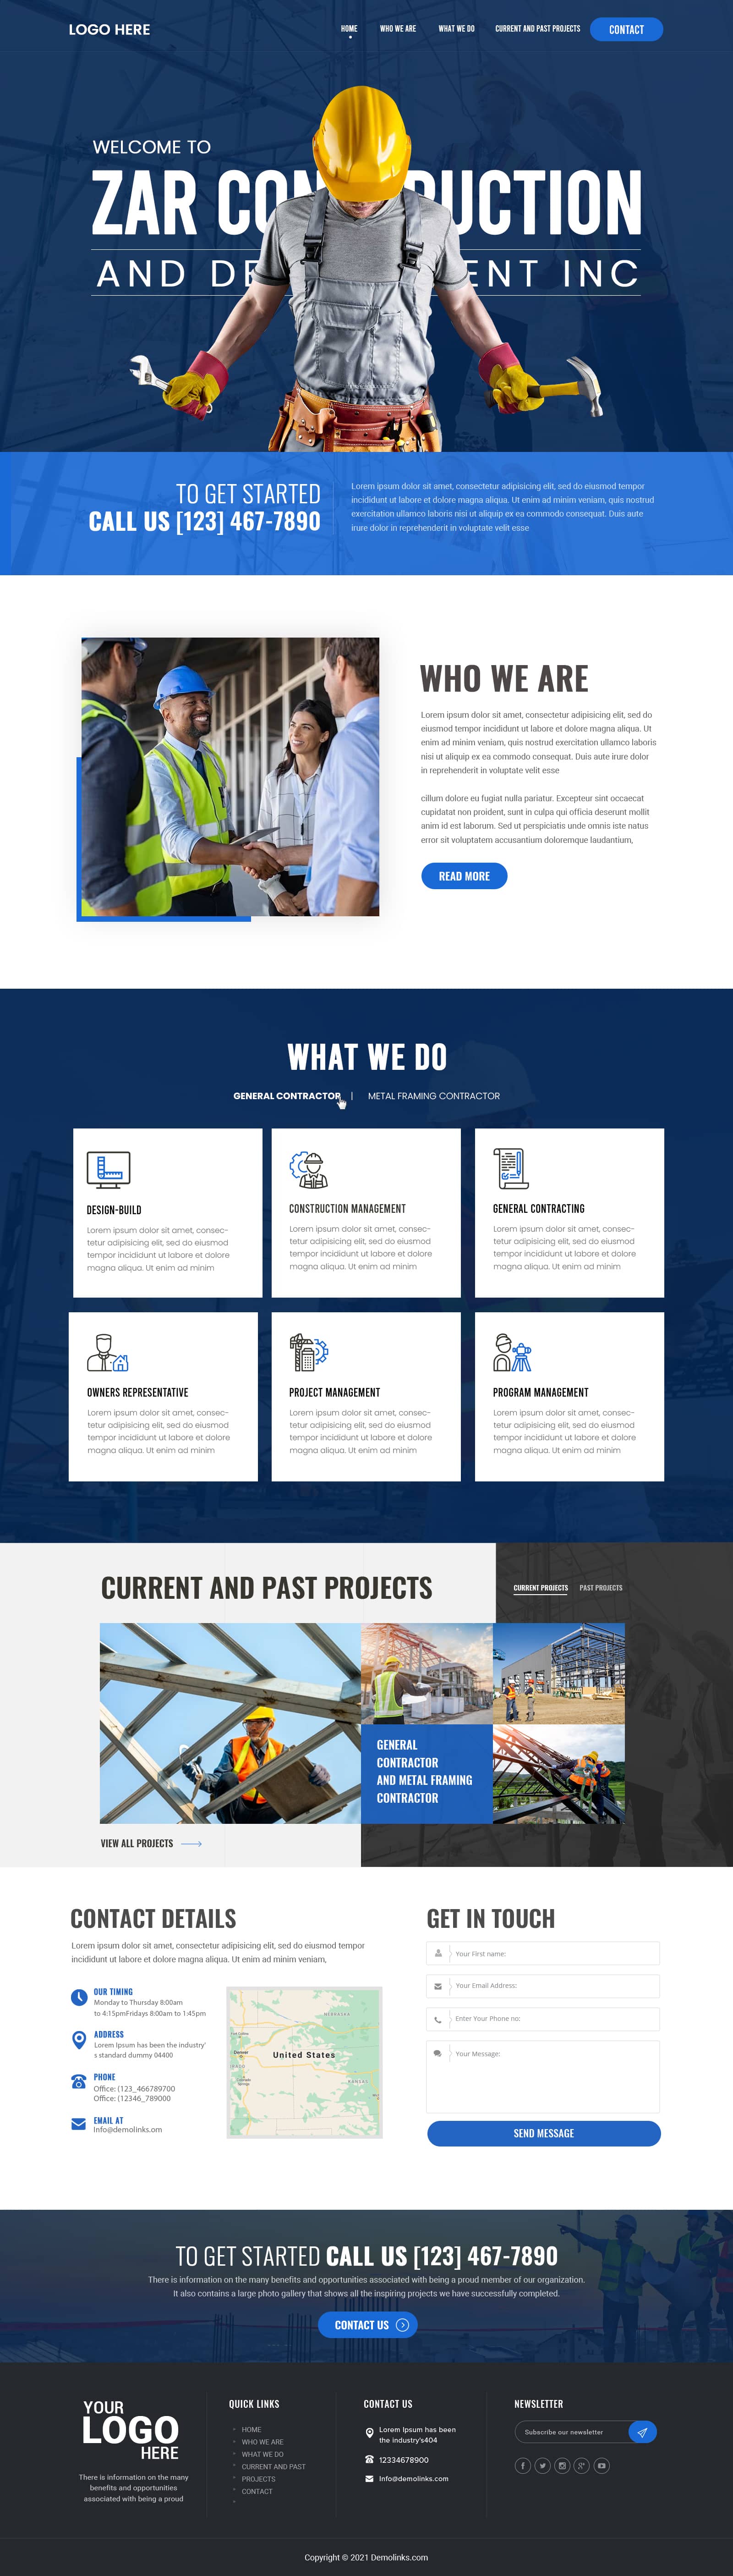 LOGO HERE
HOME
WHO WE ARE
WHAT WE DO
CURRENT AND PAST PROJECTS
CONTACT
WELCOME TO
ZAR CON UCTION
AND DE ENT INC
TO GET STARTED
CALL US [123] 467-7890
Lorem ipsum dolor sit amet, consectetur adipisicing elit, sed do eiusmod tempor
incididunt ut labore et dolore magna aliqua. Ut enim ad minim veniam, quis nostrud
exercitation ullamco laboris nisi ut aliquip ex ea commodo consequat. Duis aute
irure dolor in reprehenderit in voluptate velit esse
WHO WE ARE
Lorem ipsum dolor sit amet, consectetur adipisicing elit, sed do
eiusmod tempor incididunt ut labore et dolore magna aliqua. Ut
enim ad minim veniam, quis nostrud exercitation ullamco laboris
nisi ut aliquip ex ea commodo consequat. Duis aute irure dolor
in reprehenderit in voluptate velit esse
cillum dolore eu fugiat nulla pariatur. Excepteur sint occaecat
cupidatat non proident, sunt in culpa qui officia deserunt mollit
anim id est laborum. Sed ut perspiciatis unde omnis iste natus
error sit voluptatem accusantium doloremque laudantium,
READ MORE
WHAT WE DO
GENERAL CONTRACTOR | METAL FRAMING CONTRACTOR
DESIGN-BUILD
Lorem ipsum dolor sit amet, consec-
tetur adipisicing elit, sed do eiusmod
tempor incididunt ut labore et dolore
magna aliqua. Ut enim ad minim
CONSTRUCTION MANAGEMENT
Lorem ipsum dolor sit amet, consec-
tetur adipisicing elit, sed do eiusmod
tempor incididunt ut labore et dolore
magna aliqua. Ut enim ad minim
GENERAL CONTRACTING
Lorem ipsum dolor sit amet, consec-
tetur adipisicing elit, sed do eiusmod
tempor incididunt ut labore et dolore
magna aliqua. Ut enim ad minim
OWNERS REPRESENTATIVE
Lorem ipsum dolor sit amet, consec-
tetur adipisicing elit, sed do eiusmod
tempor incididunt ut labore et dolore
magna aliqua. Ut enim ad minim
PROJECT MANAGEMENT
Lorem ipsum dolor sit amet, consec-
tetur adipisicing elit, sed do eiusmod
tempor incididunt ut labore et dolore
magna aliqua. Ut enim ad minim
PROGRAM MANAGEMENT
Lorem ipsum dolor sit amet, consec-
tetur adipisicing elit, sed do eiusmod
tempor incididunt ut labore et dolore
magna aliqua. Ut enim ad minim
CURRENT AND PAST PROJECTS
CURRENT PROJECTS
PAST PROJECTS
GENERAL
CONTRACTOR
AND METAL FRAMING
CONTRACTOR
VIEW ALL PROJECTS
CONTACT DETAILS
Lorem ipsum dolor sit amet, consectetur adipisicing elit, sed do eiusmod tempor
incididunt ut labore et dolore magna aliqua. Ut enim ad minim veniam,
OUR TIMING
Monday to Thursday 8:00am
to 4:15pmFridays 8:00am to 1:45pm
ADDRESS
Lorem Ipsum has been the industry'
s standard dummy 04400
PHONE
Office: (123_466789700
Office: (12346_789000
EMAIL AT
Info@demolinks.om
NEBRASKA
Denver
United States
KANSAS
GET IN TOUCH
Your First name:
Your Email Address:
Enter Your Phone no:
Your Message:
SEND MESSAGE
TO GET STARTED CALL US [123] 467-7890
There is information on the many benefits and opportunities associated with being a proud member of our organization.
It also contains a large photo gallery that shows all the inspiring projects we have successfully completed.
CONTACT US
YOUR
LOGO
HERE
There is information on the many
benefits and opportunities
associated with being a proud
QUICK LINKS
HOME
WHO WE ARE
WHAT WE DO
CURRENT AND PAST
PROJECTS
CONTACT
CONTACT US
Lorem Ipsum has been
the industry's404
12334678900
Info@demolinks.com
NEWSLETTER
Subscribe our newsletter
Copyright © 2021 Demolinks.com